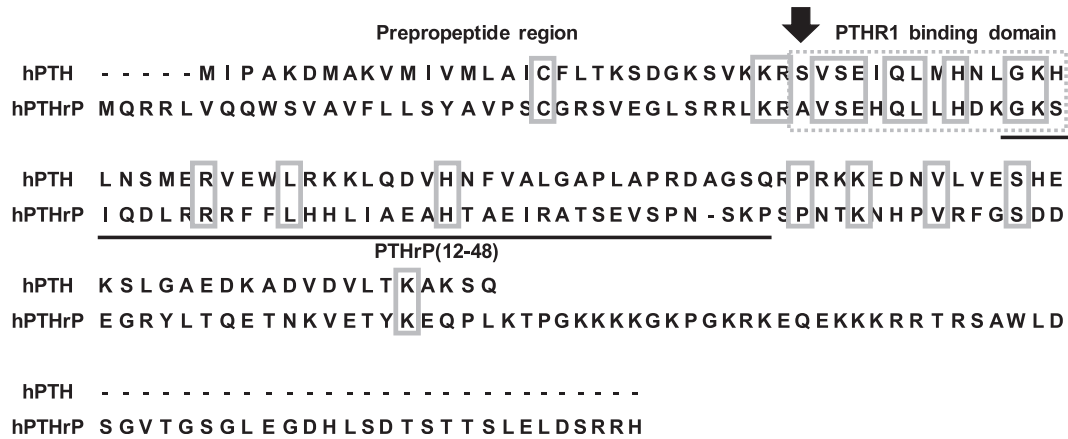 Prepropeptide region PTHR1 binding domain
hPTH - - - - - M I P A K D M A K V M I V M L A I C F L T K S D G K S V K K R S V S E I Q L M H N L G K H
hPTHrP M Q R R L V Q Q W S V A V F L L S Y A V P S C G R S V E G L S R R L K R A V S E H Q L L H D K G K S
hPTH L N S M E R V E W L R K K L Q D V H N F V A L G A P L A P R D A G S Q R P R K K E D N V L V E S H E
hPTHrP I Q D L R R R F F L H H L I A E A H T A E I R A T S E V S P N - S K P S P N T K N H P V R F G S D D
PTHrP(12-48)
hPTH K S L G A E D K A D V D V L T K A K S Q
hPTHrP E G R Y L T Q E T N K V E T Y K E Q P L K T P G K K K K G K P G K R K E Q E K K K R R T R S A W L D
hPTH - - - - - - - - - - - - - - - - - - - - - - - - - - - -
hPTHrP S G V T G S G L E G D H L S D T S T T S L E L D S R R H